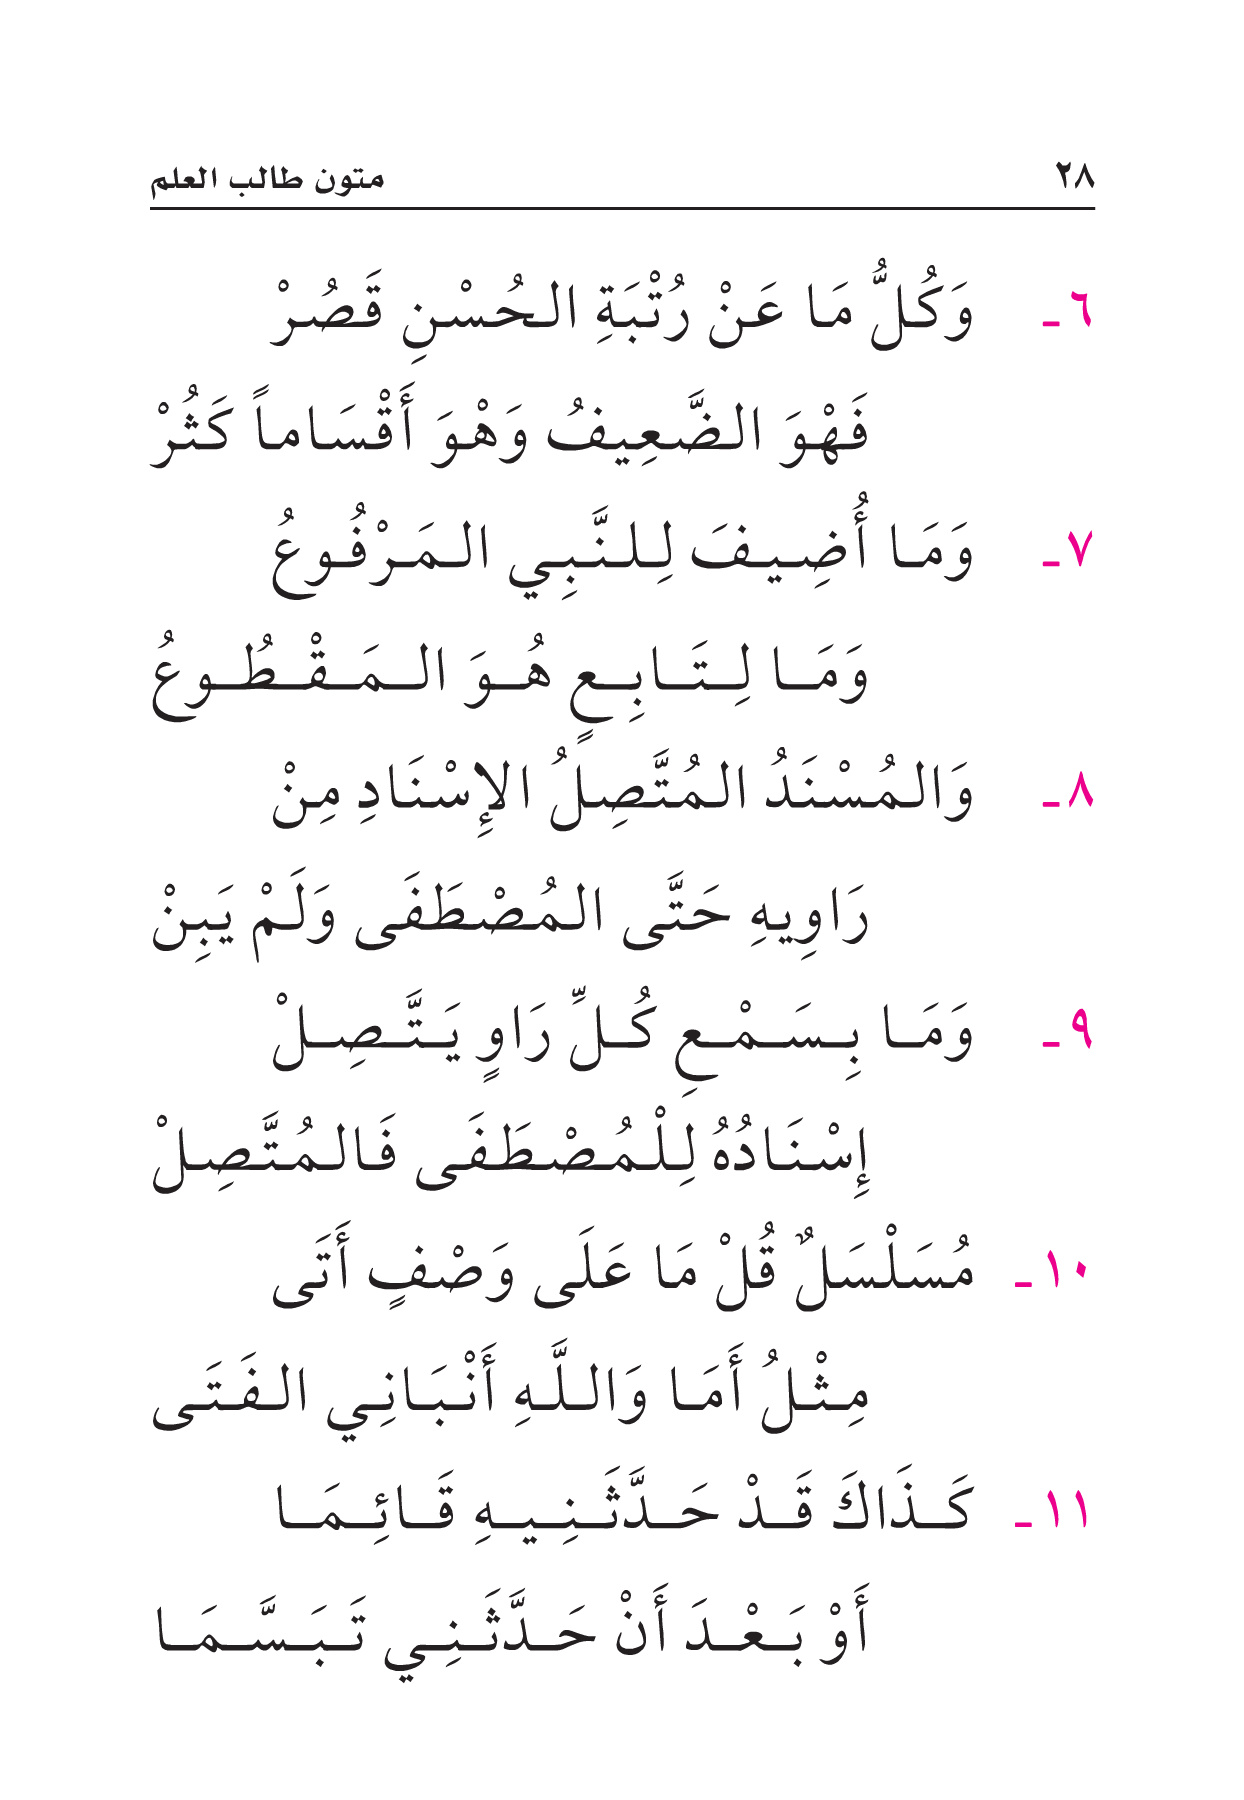 ٢٨ متون طالب العلم
٦ـ وَكُلُّ مَا عَنْ رُتْبَةِ الحُسْنِ قَصُرْ
فَهْوَ الضَّعِيفُ وَهْوَ أَقْسَاماً كَثُرْ
٧ـ وَمَا أُضِيفَ لِلنَّبِي المَرْفُوعُ
وَمَا لِتَابِعٍ هُوَ المَقْطُوعُ
٨ـ وَالمُسْنَدُ المُتَّصِلُ الإِسْنَادِ مِنْ
رَاوِيهِ حَتَّى المُصْطَفَى وَلَمْ يَبِنْ
٩ـ وَمَا بِسَمْعِ كُلِّ رَاوٍ يَتَّصِلْ
إِسْنَادُهُ لِلْمُصْطَفَى فَالمُتَّصِلْ
١٠ـ مُسَلْسَلٌ قُلْ مَا عَلَى وَصْفٍ أَتَى
مِثْلُ أَمَا وَاللَّهِ أَنْبَانِي الفَتَى
١١ـ كَذَاكَ قَدْ حَدَّثَنِيهِ قَائِمَا
أَوْ بَعْدَ أَنْ حَدَّثَنِي تَبَسَّمَا